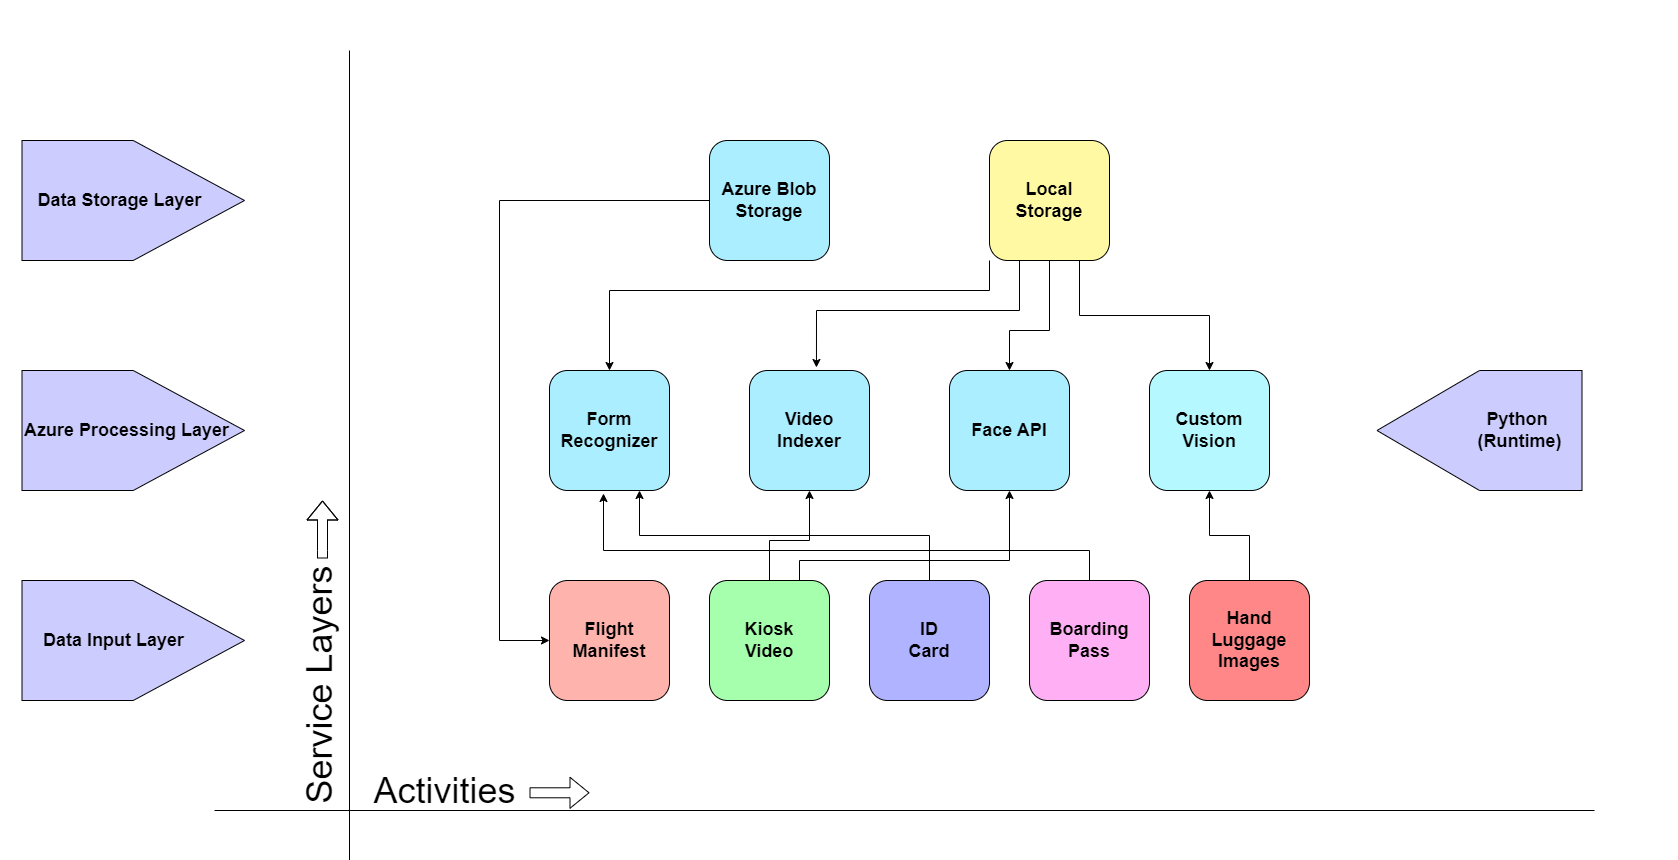 Data Storage Layer
Azure Blob
Storage
Local
Storage
Azure Processing Layer
Form
Recognizer
Video
Indexer
Face API
Custom
Vision
Python
(Runtime)
Data Input Layer
Flight
Manifest
Kiosk
Video
ID
Card
Boarding
Pass
Hand
Luggage
Images
Service Layers
Activities